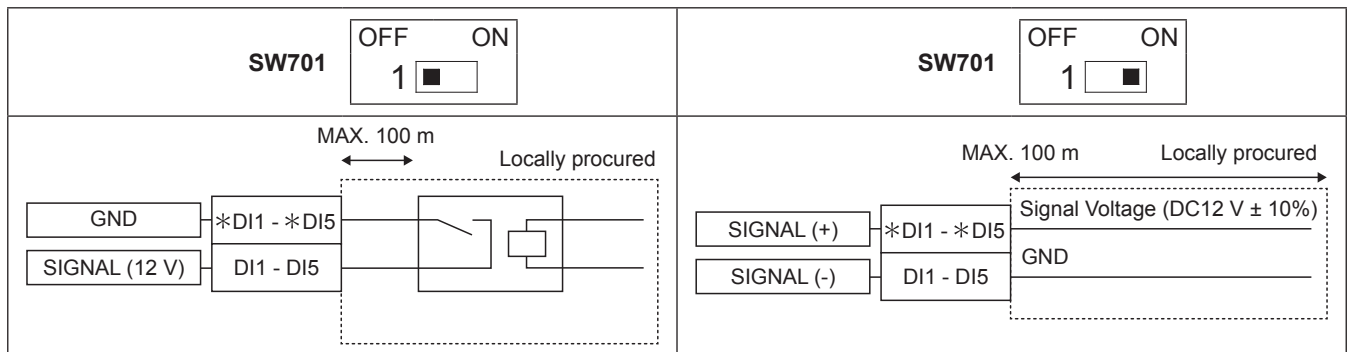 SW701
OFF ON
1
MAX. 100 m
Locally procured
GND
*DI1 - *DI5
SIGNAL (12 V)
DI1 - DI5
SW701
OFF ON
1
MAX. 100 m
Locally procured
Signal Voltage (DC12 V ± 10%)
SIGNAL (+)
*DI1 - *DI5
GND
SIGNAL (-)
DI1 - DI5